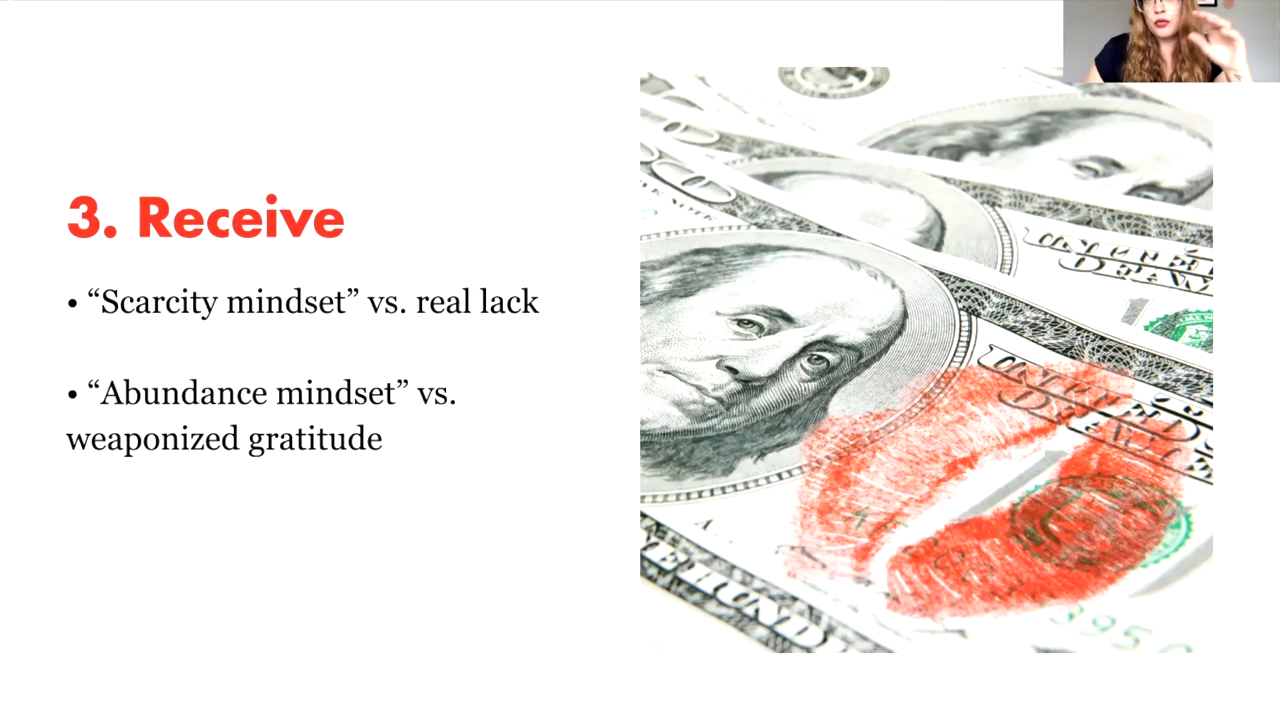 3. Receive
• “Scarcity mindset” vs. real lack
• “Abundance mindset” vs.
weaponized gratitude